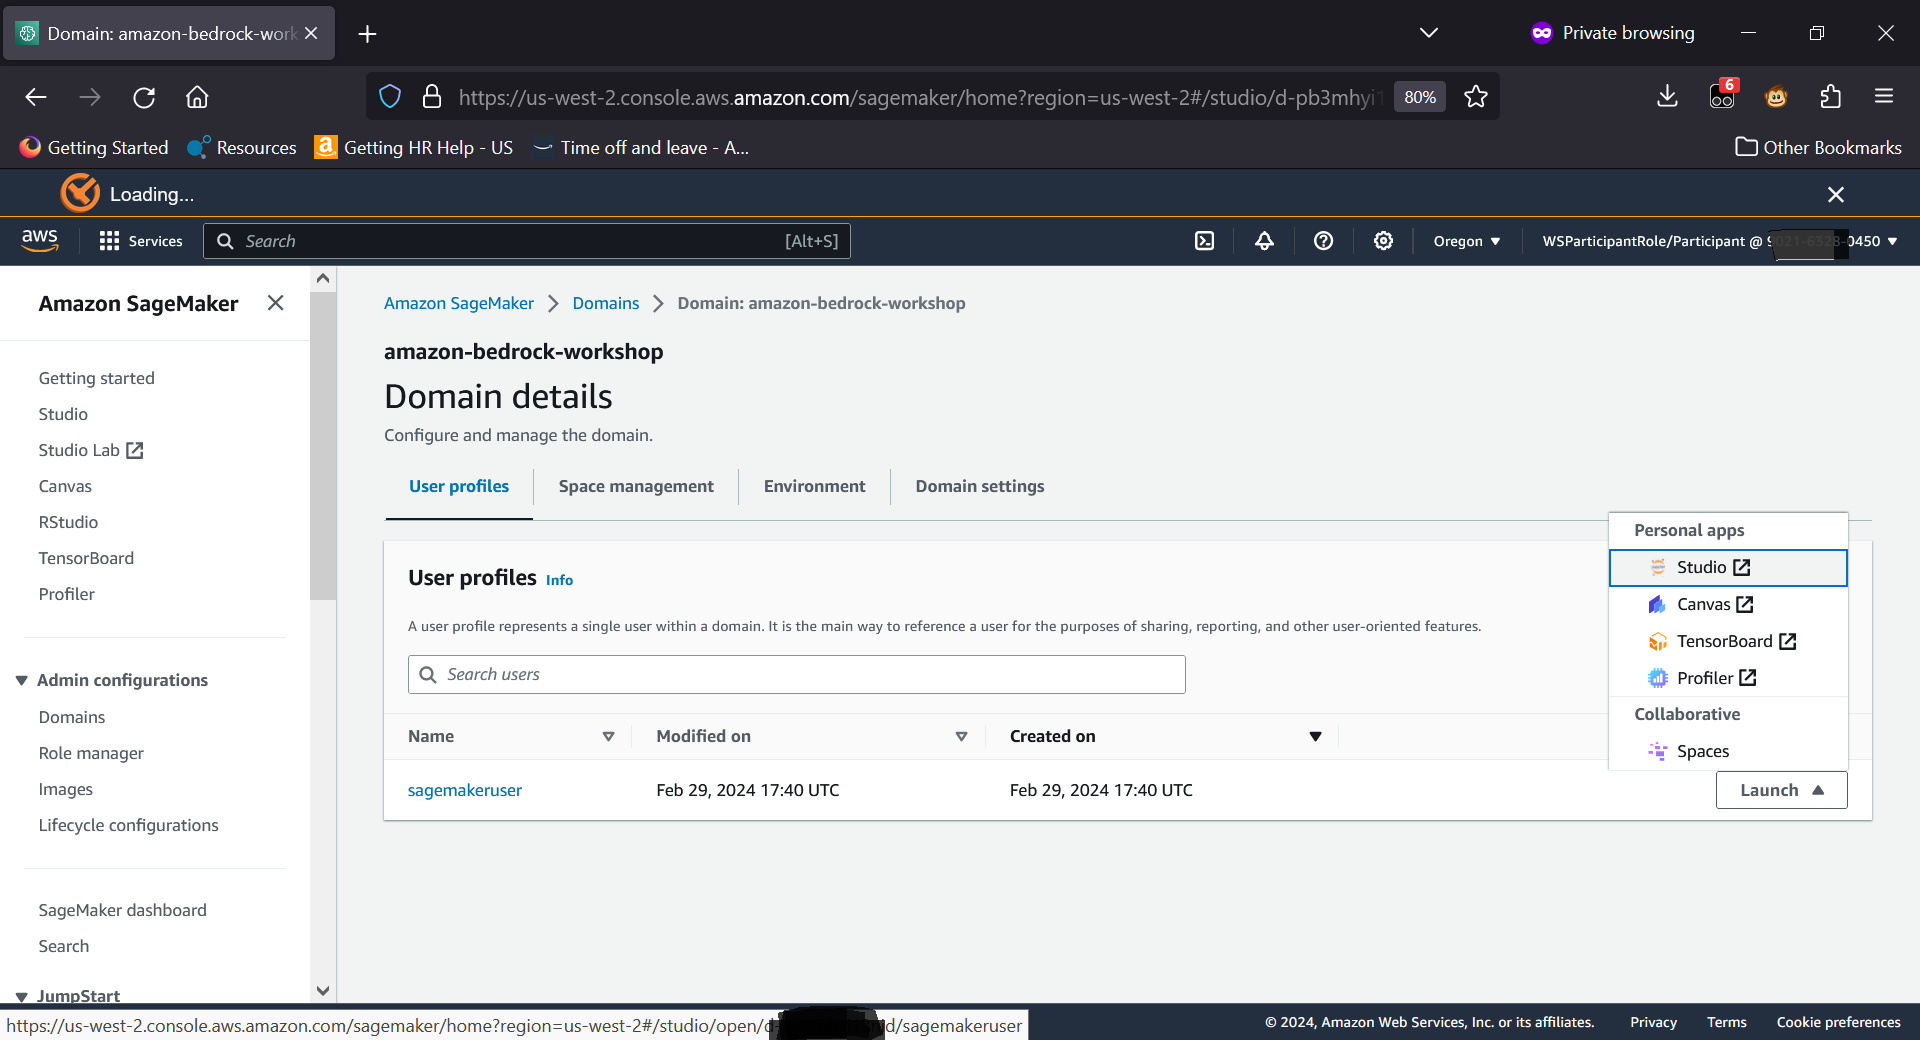 Domain: amazon-bedrock-work
Private browsing
https://us-west-2.console.aws.amazon.com/sagemaker/home?region=us-west-2#/studio/d-pb3mhyi1
80%
6
Getting Started
Resources
Getting HR Help - US
Time off and leave - A...
Other Bookmarks
Loading...
aws
Services
Search
[Alt+S]
Oregon
WSParticipantRole/Participant @
0450
Amazon SageMaker
Getting started
Studio
Studio Lab
Canvas
RStudio
TensorBoard
Profiler
Admin configurations
Domains
Role manager
Images
Lifecycle configurations
SageMaker dashboard
Search
JumpStart
Amazon SageMaker
Domains
Domain: amazon-bedrock-workshop
amazon-bedrock-workshop
Domain details
Configure and manage the domain.
User profiles
Space management
Environment
Domain settings
User profiles Info
A user profile represents a single user within a domain. It is the main way to reference a user for the purposes of sharing, reporting, and other user-oriented features.
Search users
Name
Modified on
Created on
sagemakeruser
Feb 29, 2024 17:40 UTC
Feb 29, 2024 17:40 UTC
Personal apps
Studio
Canvas
TensorBoard
Profiler
Collaborative
Spaces
Launch
https://us-west-2.console.aws.amazon.com/sagemaker/home?region=us-west-2#/studio/open/d-
d/sagemakeruser
© 2024, Amazon Web Services, Inc. or its affiliates.
Privacy
Terms
Cookie preferences